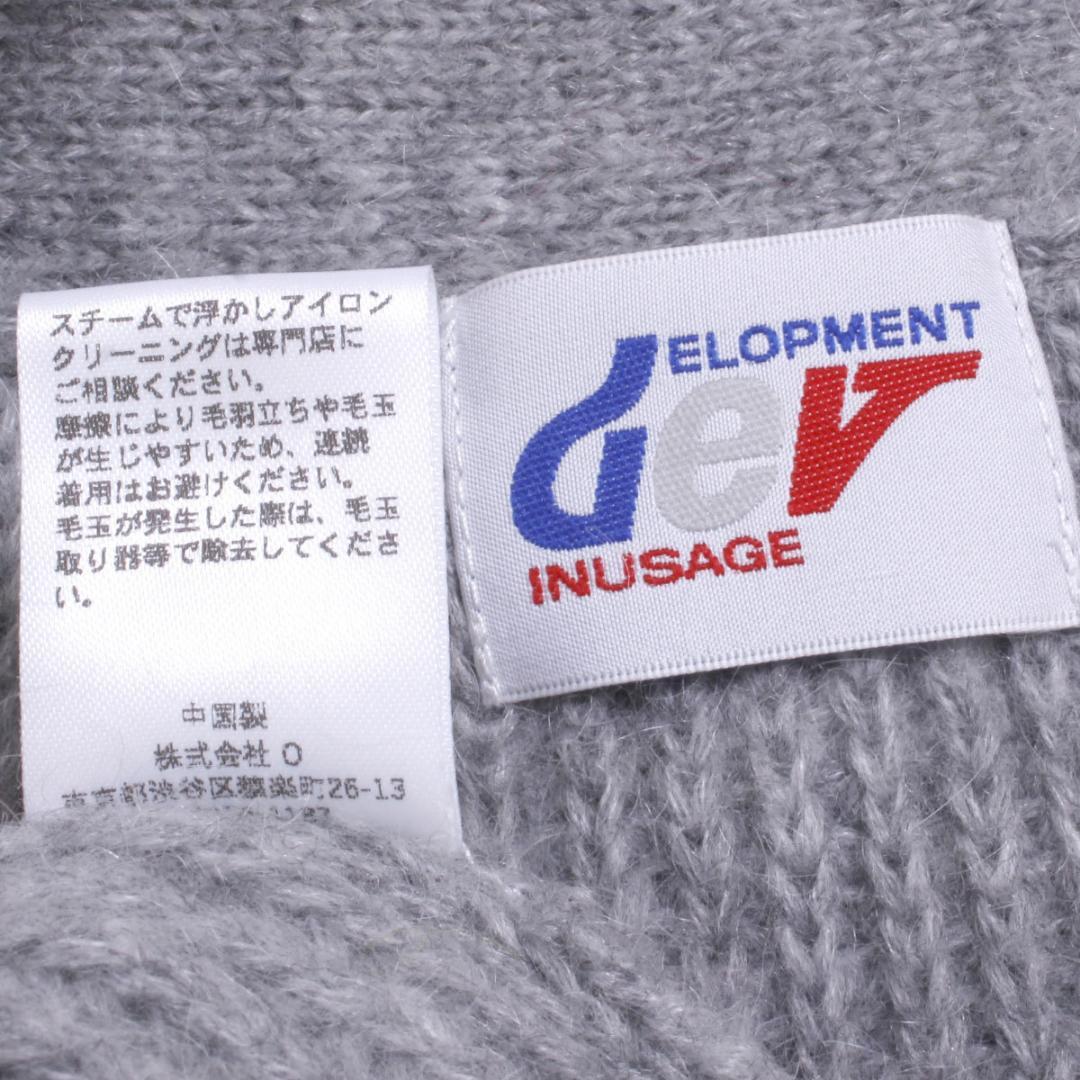 スチームで浮かしアイロン
クリーニングは専門店に
ご相談ください。
摩擦により毛羽立ちや毛玉
が生じやすいため、連続
着用はお避けください。
毛玉が発生した際は、毛玉
取り器等で除去してくださ
い。
中国製
株式会社 O
東京都渋谷区猿楽町26-13
ELOPMENT
dev
INUSAGE